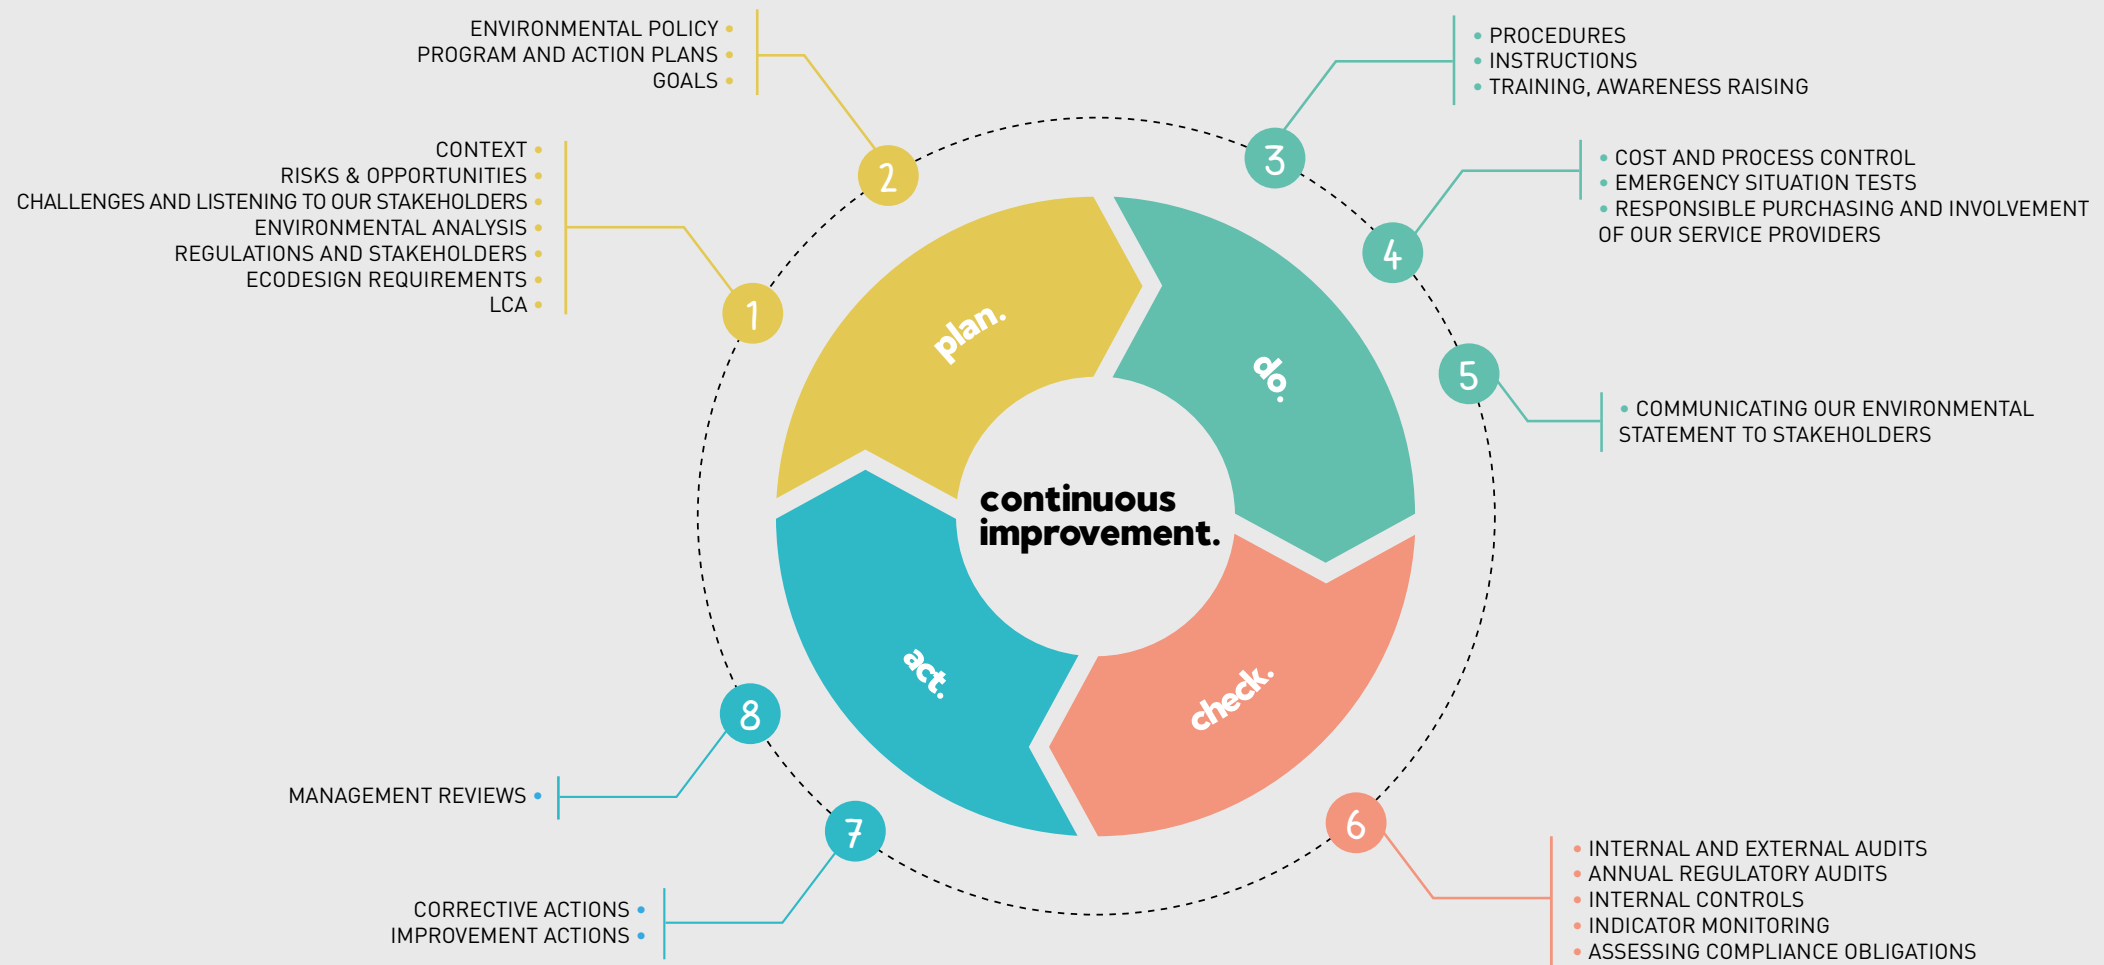 ENVIRONMENTAL POLICY •
PROGRAM AND ACTION PLANS •
GOALS •
CONTEXT •
RISKS & OPPORTUNITIES •
CHALLENGES AND LISTENING TO OUR STAKEHOLDERS •
ENVIRONMENTAL ANALYSIS •
REGULATIONS AND STAKEHOLDERS •
ECODESIGN REQUIREMENTS •
LCA •
1
2
plan.
• PROCEDURES
• INSTRUCTIONS
• TRAINING, AWARENESS RAISING
3
• COST AND PROCESS CONTROL
• EMERGENCY SITUATION TESTS
• RESPONSIBLE PURCHASING AND INVOLVEMENT
OF OUR SERVICE PROVIDERS
4
5
• COMMUNICATING OUR ENVIRONMENTAL
STATEMENT TO STAKEHOLDERS
do.
continuous
improvement.
check.
6
• INTERNAL AND EXTERNAL AUDITS
• ANNUAL REGULATORY AUDITS
• INTERNAL CONTROLS
• INDICATOR MONITORING
• ASSESSING COMPLIANCE OBLIGATIONS
act.
8
MANAGEMENT REVIEWS •
7
CORRECTIVE ACTIONS •
IMPROVEMENT ACTIONS •